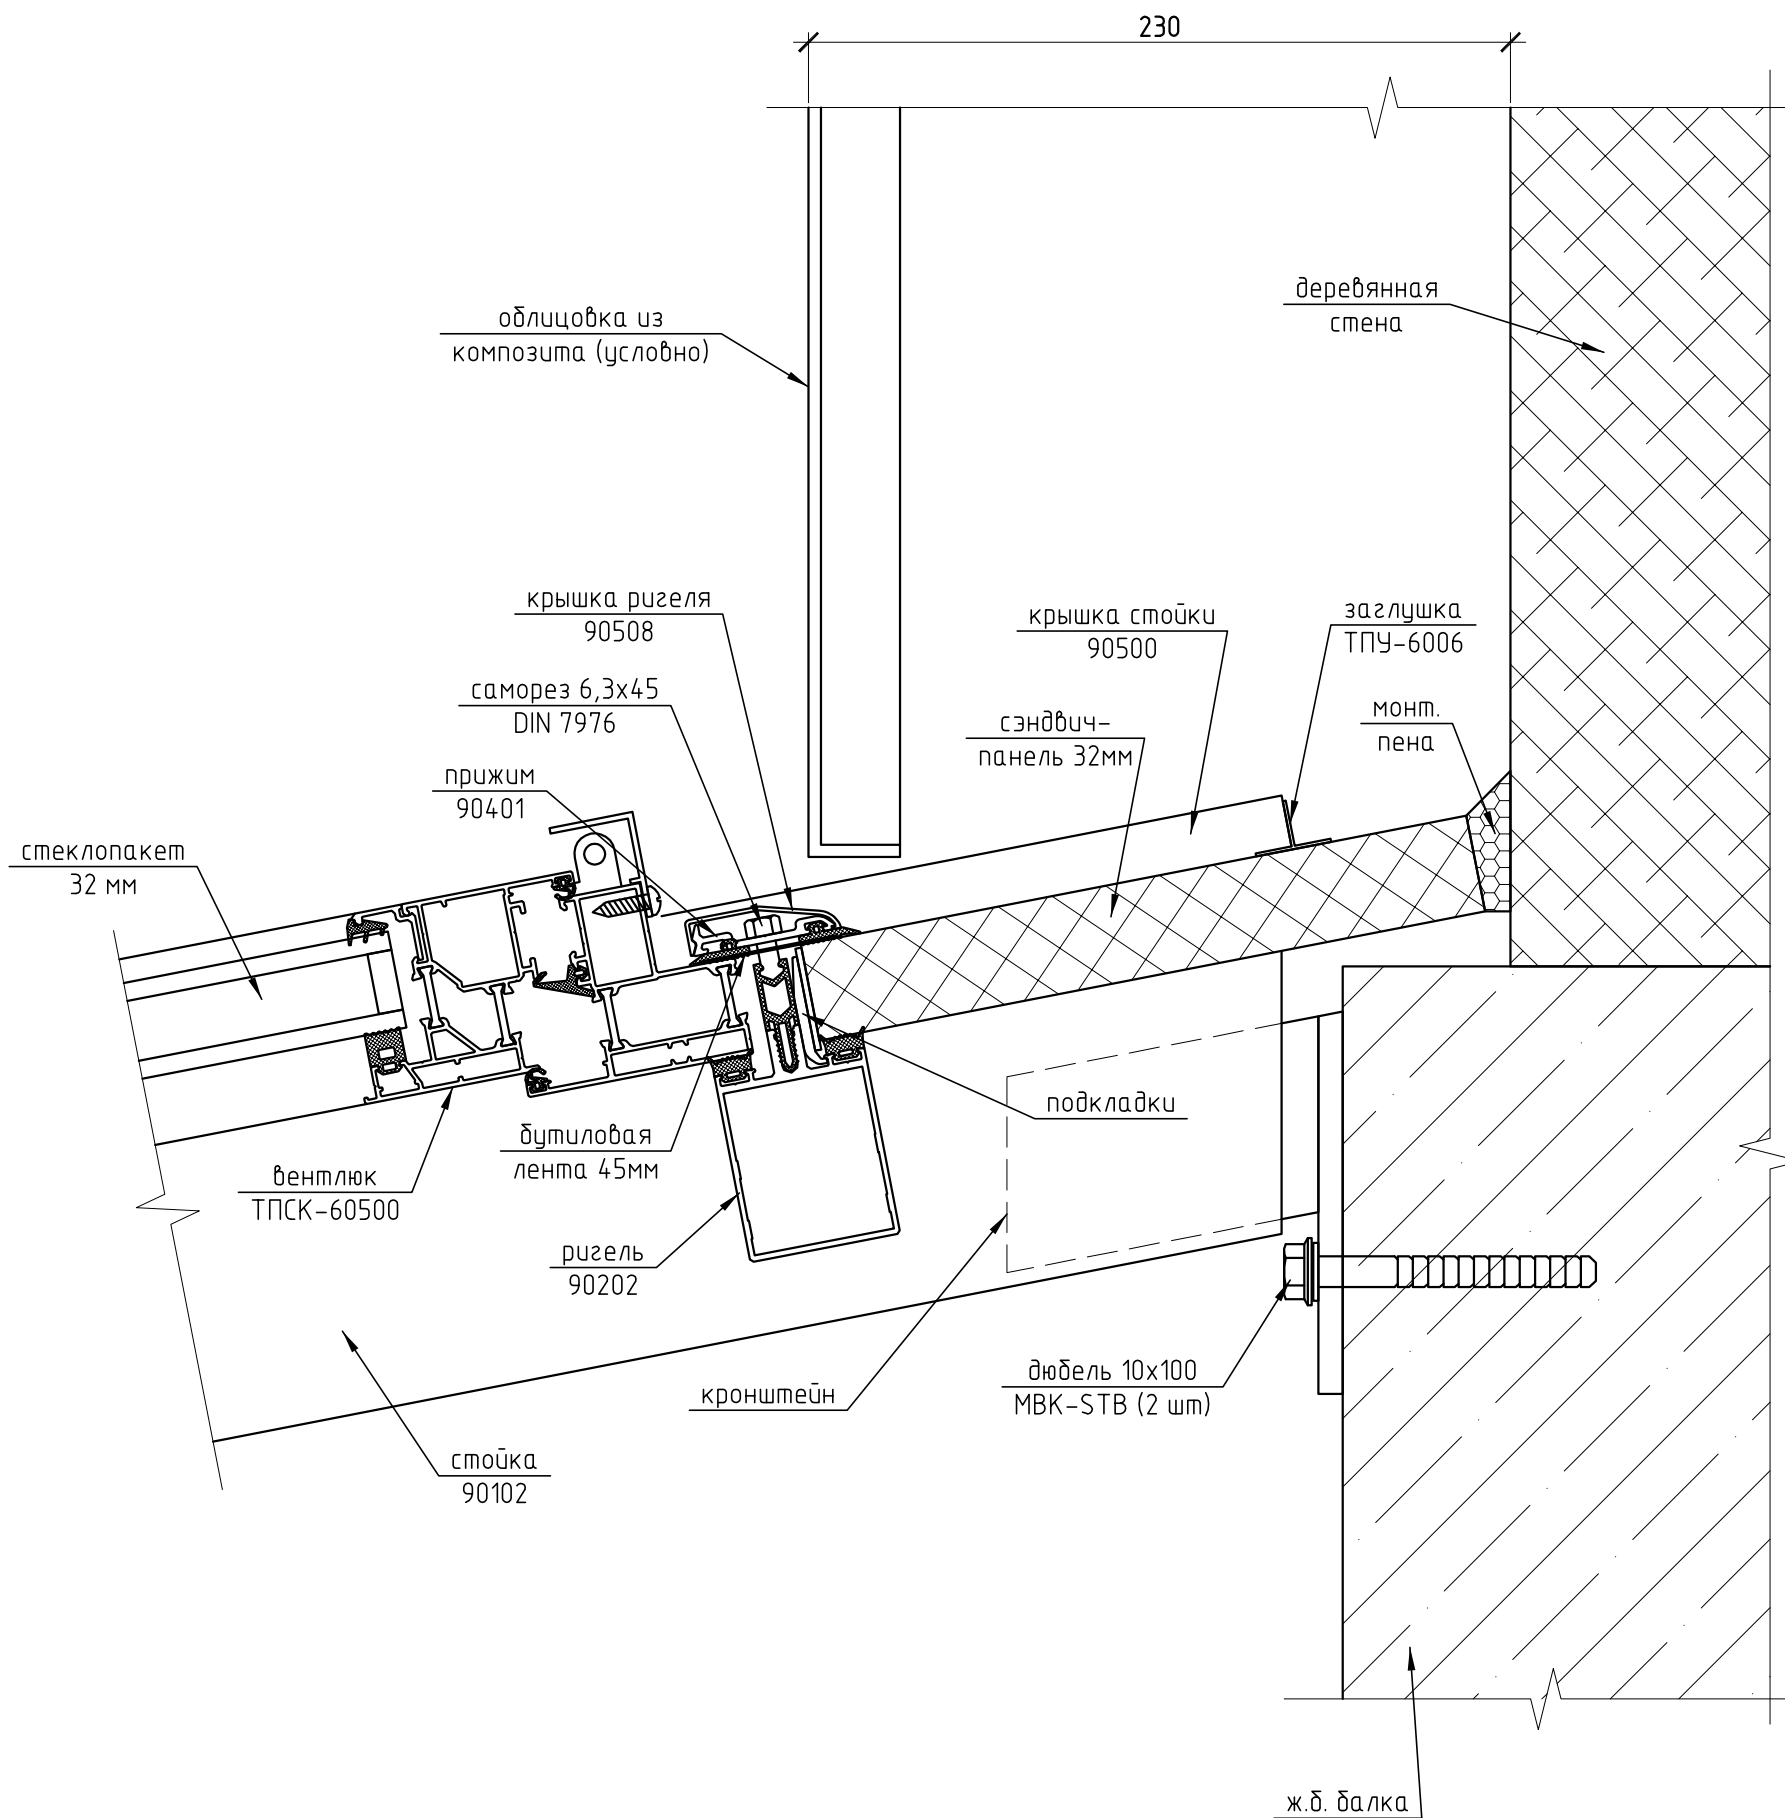 230
облицовка из
композита (условно)
деревянная
стена
крышка ригеля
90508
крышка стойки
90500
заглушка
ТПУ-6006
саморез 6,3х45
DIN 7976
сэндвич-
панель 32мм
монт.
пена
прижим
90401
стеклопакет
32 мм
подкладки
бутиловая
лента 45мм
вентлюк
ТПСК-60500
ригель
90202
кронштейн
дюбель 10х100
MBK-STB (2 шт)
стойка
90102
ж.б. балка